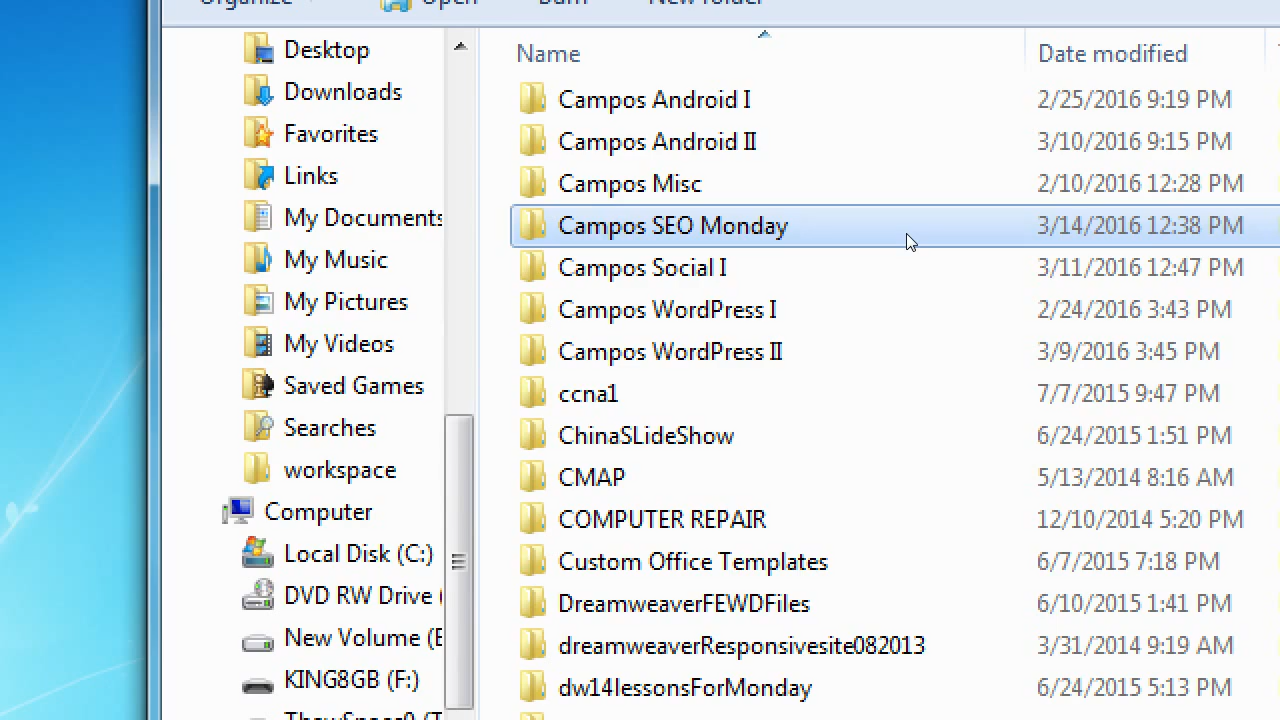 Organize Open Burn New folder
Name Date modified
Desktop
Downloads
Favorites
Links
My Documents
My Music
My Pictures
My Videos
Saved Games
Searches
workspace
Computer
Local Disk (C:)
DVD RW Drive (
New Volume (E
KING8GB (F:)
Campos Android I 2/25/2016 9:19 PM
Campos Android II 3/10/2016 9:15 PM
Campos Misc 2/10/2016 12:28 PM
Campos SEO Monday 3/14/2016 12:38 PM
Campos Social I 3/11/2016 12:47 PM
Campos WordPress I 2/24/2016 3:43 PM
Campos WordPress II 3/9/2016 3:45 PM
ccna1 7/7/2015 9:47 PM
ChinaSLideShow 6/24/2015 1:51 PM
CMAP 5/13/2014 8:16 AM
COMPUTER REPAIR 12/10/2014 5:20 PM
Custom Office Templates 6/7/2015 7:18 PM
DreamweaverFEWDFiles 6/10/2015 1:41 PM
dreamweaverResponsivesite082013 3/31/2014 9:19 AM
dw14lessonsForMonday 6/24/2015 5:13 PM